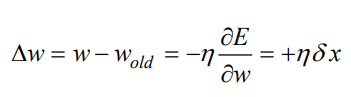 Δw = w − w_old = −η ∂E/∂w = +ηδx